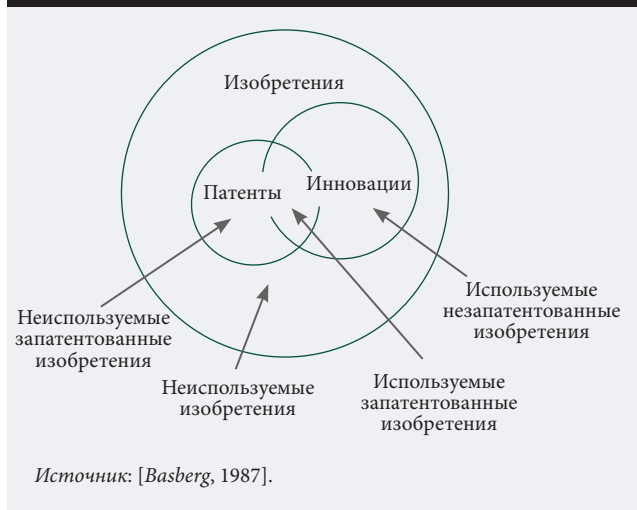 Изобретения
Патенты
Инновации
Неиспользуемые
запатентованные
изобретения
Неиспользуемые
изобретения
Используемые
запатентованные
изобретения
Используемые
незапатентованные
изобретения
Источник: [Basberg, 1987].